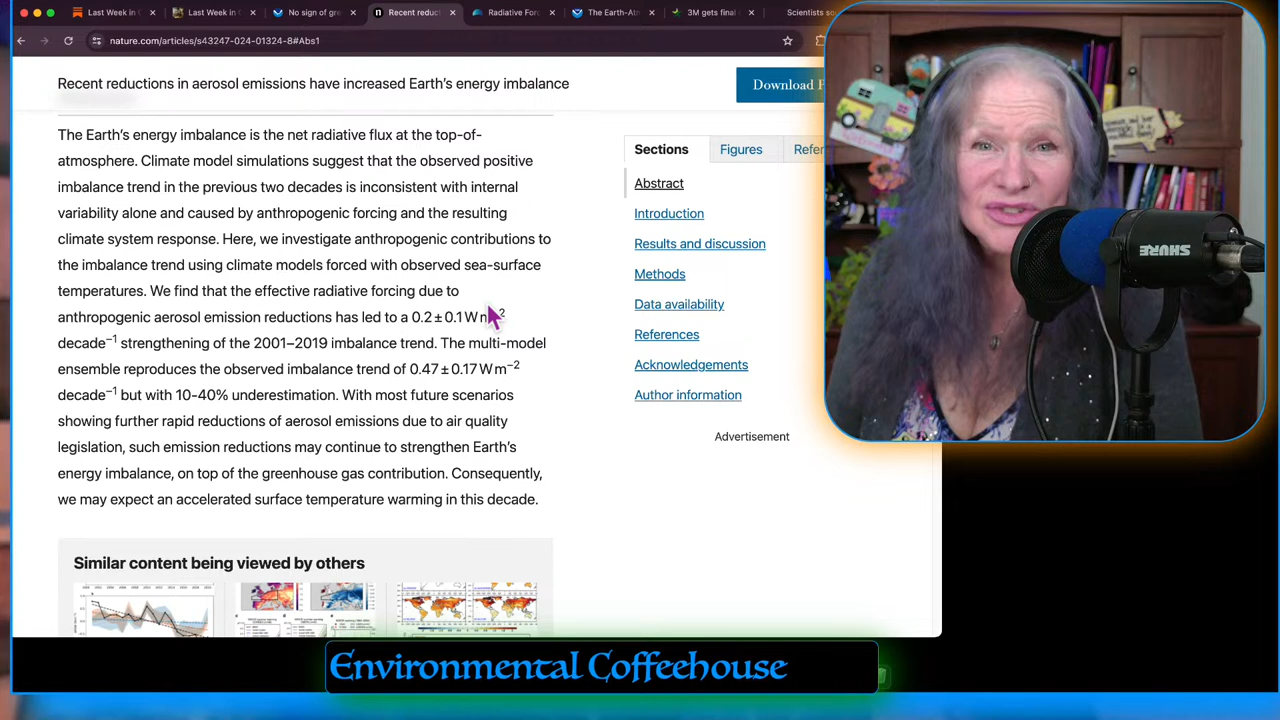 Last Week in C
Last Week in C
No sign of gre
Recent reduct
Radiative For
The Earth-Atm
3M gets final
Scientists so
nature.com/articles/s43247-024-01324-8#Abs1
Recent reductions in aerosol emissions have increased Earth's energy imbalance
Download P
The Earth's energy imbalance is the net radiative flux at the top-of-
atmosphere. Climate model simulations suggest that the observed positive
imbalance trend in the previous two decades is inconsistent with internal
variability alone and caused by anthropogenic forcing and the resulting
climate system response. Here, we investigate anthropogenic contributions to
the imbalance trend using climate models forced with observed sea-surface
temperatures. We find that the effective radiative forcing due to
anthropogenic aerosol emission reductions has led to a 0.2 ± 0.1 W m⁻²
decade⁻¹ strengthening of the 2001–2019 imbalance trend. The multi-model
ensemble reproduces the observed imbalance trend of 0.47 ± 0.17 W m⁻²
decade⁻¹ but with 10-40% underestimation. With most future scenarios
showing further rapid reductions of aerosol emissions due to air quality
legislation, such emission reductions may continue to strengthen Earth's
energy imbalance, on top of the greenhouse gas contribution. Consequently,
we may expect an accelerated surface temperature warming in this decade.
Sections
Figures
Refer
Abstract
Introduction
Results and discussion
Methods
Data availability
References
Acknowledgements
Author information
Advertisement
Similar content being viewed by others
SHURE
Environmental Coffeehouse